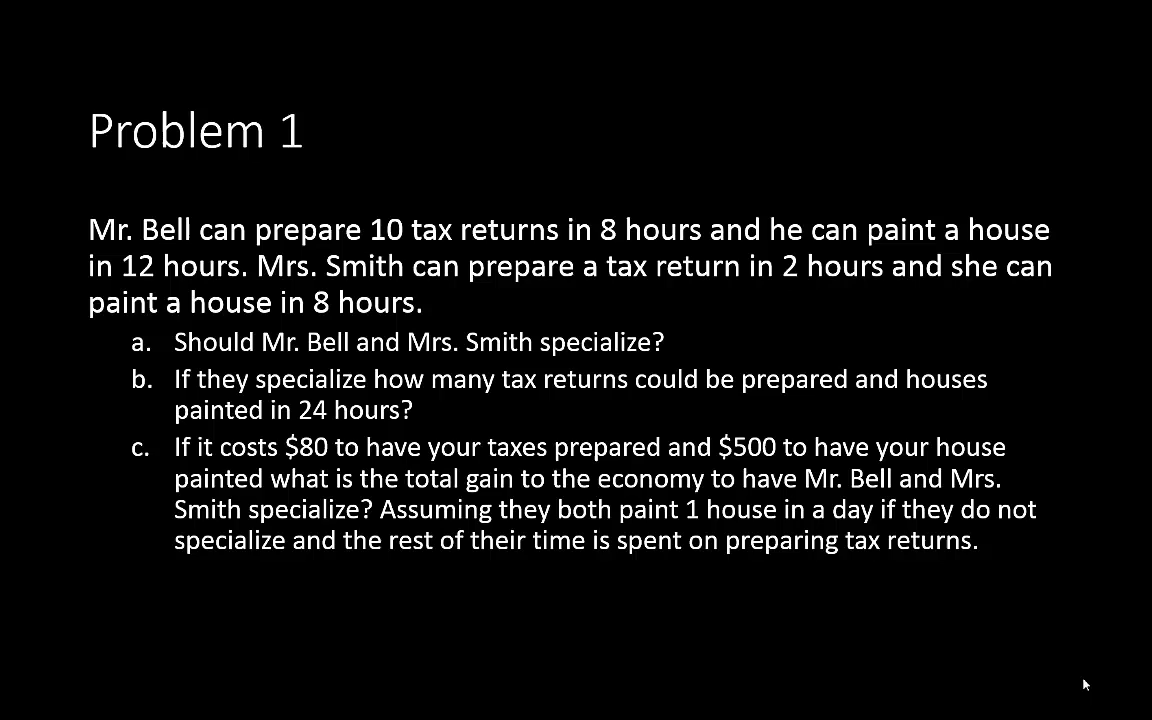 Problem 1
Mr. Bell can prepare 10 tax returns in 8 hours and he can paint a house
in 12 hours. Mrs. Smith can prepare a tax return in 2 hours and she can
paint a house in 8 hours.
a. Should Mr. Bell and Mrs. Smith specialize?
b. If they specialize how many tax returns could be prepared and houses
painted in 24 hours?
c. If it costs $80 to have your taxes prepared and $500 to have your house
painted what is the total gain to the economy to have Mr. Bell and Mrs.
Smith specialize? Assuming they both paint 1 house in a day if they do not
specialize and the rest of their time is spent on preparing tax returns.